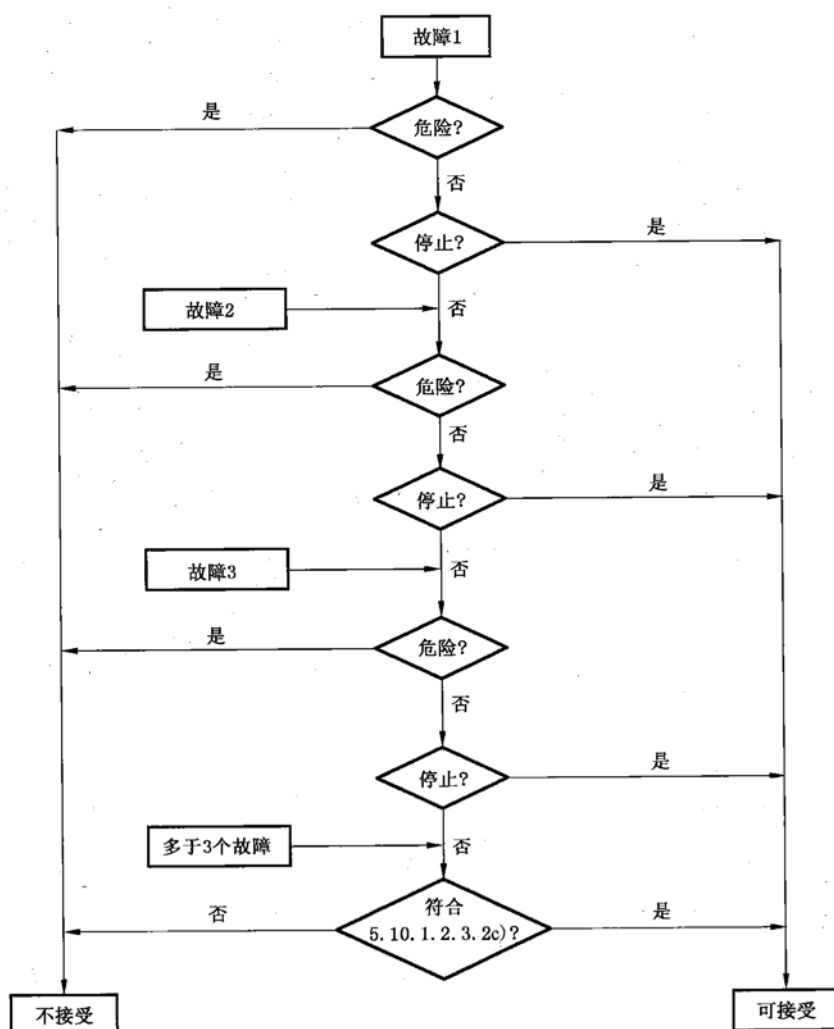 故障1
是
危险?
否
停止?
是
故障2
否
是
危险?
否
停止?
是
故障3
否
是
危险?
否
停止?
是
多于3个故障
否
否
符合
5.10.1.2.3.2c)?
是
不接受
可接受